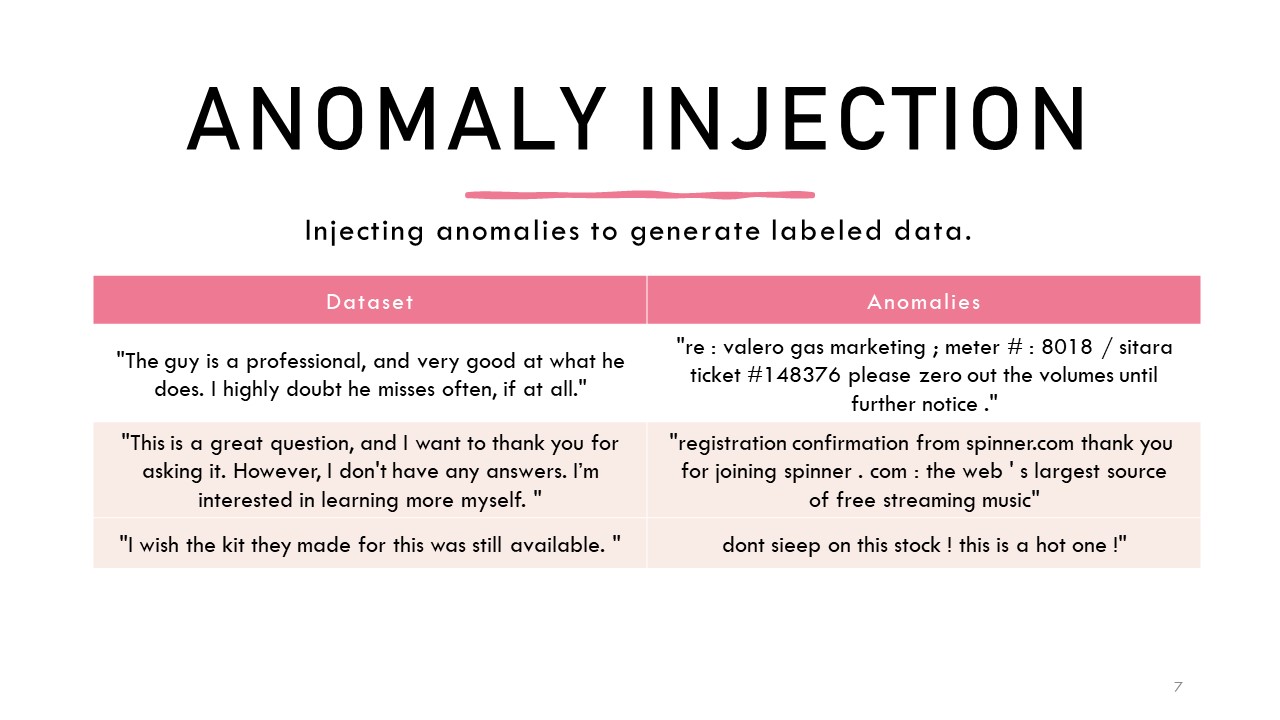 ANOMALY INJECTION
Injecting anomalies to generate labeled data.
Dataset
Anomalies
"The guy is a professional, and very good at what he
does. I highly doubt he misses often, if at all."
"re : valero gas marketing ; meter # : 8018 / sitara
ticket #148376 please zero out the volumes until
further notice ."
"This is a great question, and I want to thank you for
asking it. However, I don't have any answers. I'm
interested in learning more myself. "
"registration confirmation from spinner.com thank you
for joining spinner . com : the web ' s largest source
of free streaming music"
"I wish the kit they made for this was still available. "
dont sieep on this stock ! this is a hot one !"
7